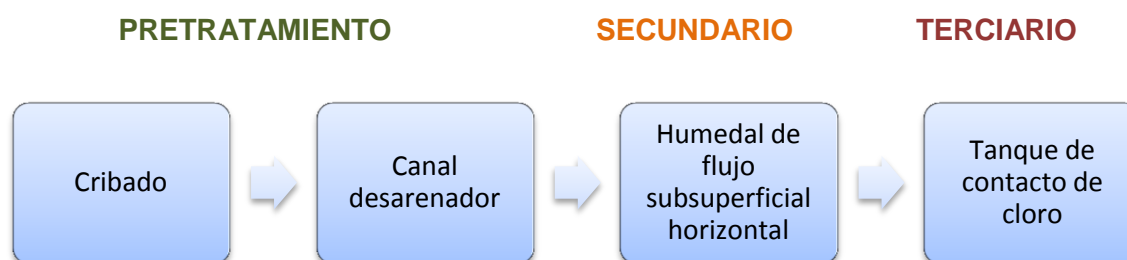 PRETRATAMIENTO
SECUNDARIO
TERCIARIO
Cribado
Canal
desarenador
Humedal de
flujo
subsuperficial
horizontal
Tanque de
contacto de
cloro